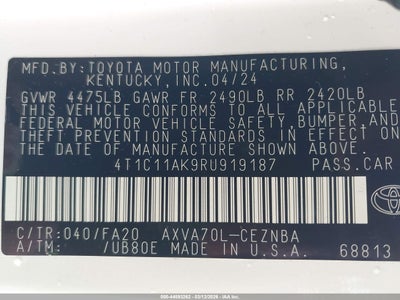 MFD.BY:TOYOTA MOTOR MANUFACTURING,
KENTUCKY, INC.04/24
GVWR 4475LB GAWR FR 2490LB RR 2420LB
THIS VEHICLE CONFORMS TO ALL APPLICABLE
FEDERAL MOTOR VEHICLE SAFETY, BUMPER, AND
THEFT PREVENTION STANDARDS IN EFFECT ON
THE DATE OF MANUFACTURE SHOWN ABOVE.
4T1C11AK9RU919187 PASS.CAR
C/TR:040/FA20 AXVA70L-CEZNBA
A/TM: /UB80E MADE IN U.S.A. 68813
TOYOTA